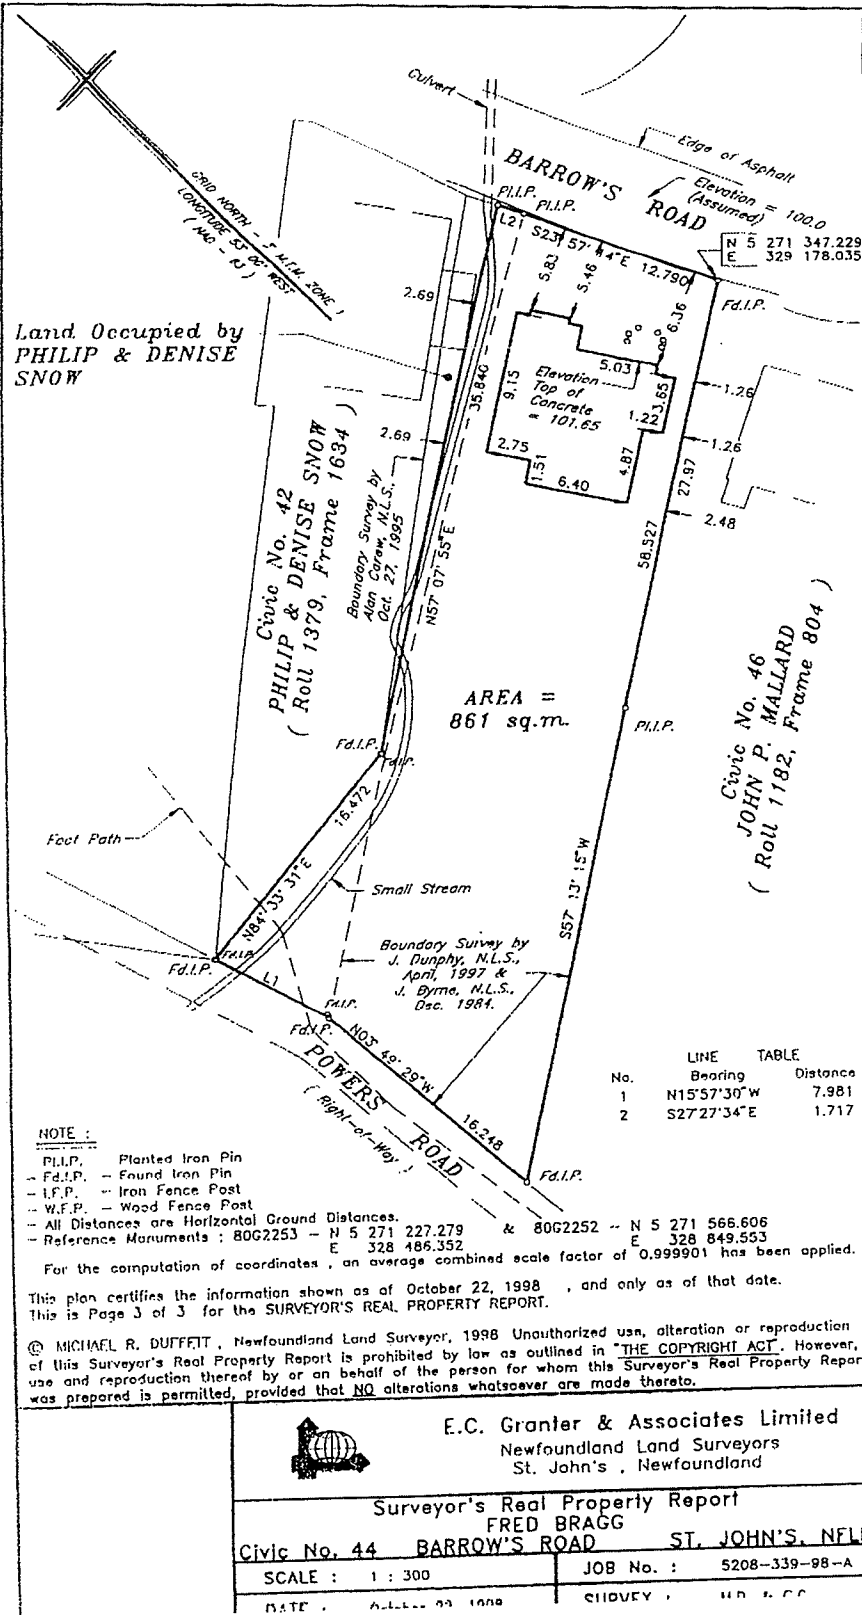 Culvert
BARROW'S
ROAD
Edge of Asphalt
Elevation = 100.0
(Assumed)
N 5 271 347.229
E 329 178.035
GRID NORTH - 3° M.T.M. ZONE 1
LONGITUDE 53° 00' WEST
( NAD - 83 )
Pl.I.P.
Pl.I.P.
L2
S23° 57' 44" E 12.790
Fd.I.P.
5.83
5.46
6.36
2.69
Land Occupied by
PHILIP & DENISE
SNOW
35.840
9.15
Elevation
Top of
Concrete
= 101.65
5.03
3.65
1.22
1.26
1.26
2.69
2.75
1.51
6.40
4.87
27.97
2.48
58.527
Civic No. 42
PHILIP & DENISE SNOW
( Roll 1379, Frame 1634 )
Boundary Survey by
Alan Carew, N.L.S.,
Oct. 27, 1995
N57° 07' 55" E
AREA =
861 sq.m.
Civic No. 46
JOHN P. MALLARD
( Roll 1182, Frame 804 )
Pl.I.P.
Fd.I.P.
Fd.I.P.
16.472
N84° 33' 31" E
Foot Path
Small Stream
S57° 13' 15" W
Boundary Survey by
J. Dunphy, N.L.S.,
April, 1997 &
J. Byrne, N.L.S.,
Dec. 1984.
Fd.I.P.
Fd.I.P.
L1
Fd.I.P.
Fd.I.P.
N03° 49' 29" W
16.248
POWERS
ROAD
( Right-of-Way )
Fd.I.P.
LINE TABLE
No. Bearing Distance
1 N15°57'30" W 7.981
2 S27°27'34" E 1.717
NOTE :
Pl.I.P. Planted Iron Pin
- Fd.I.P. - Found Iron Pin
- I.F.P. - Iron Fence Post
- W.F.P. - Wood Fence Post
- All Distances are Horizontal Ground Distances.
- Reference Monuments : 80G2253 - N 5 271 227.279 & 80G2252 - N 5 271 566.606
E 328 486.352 E 328 849.553
For the computation of coordinates , an average combined scale factor of 0.999901 has been applied.
This plan certifies the information shown as of October 22, 1998 , and only as of that date.
This is Page 3 of 3 for the SURVEYOR'S REAL PROPERTY REPORT.
© MICHAEL R. DUFFETT , Newfoundland Land Surveyor, 1998 Unauthorized use, alteration or reproduction
of this Surveyor's Real Property Report is prohibited by law as outlined in "THE COPYRIGHT ACT". However,
use and reproduction thereof by or on behalf of the person for whom this Surveyor's Real Property Repor
was prepared is permitted, provided that NO alterations whatsoever are made thereto.
E.C. Granter & Associates Limited
Newfoundland Land Surveyors
St. John's , Newfoundland
Surveyor's Real Property Report
FRED BRAGG
Civic No. 44 BARROW'S ROAD ST. JOHN'S, NFL
SCALE : 1 : 300
JOB No. : 5208-339-98-A
DATE : October 22, 1998
SURVEY :